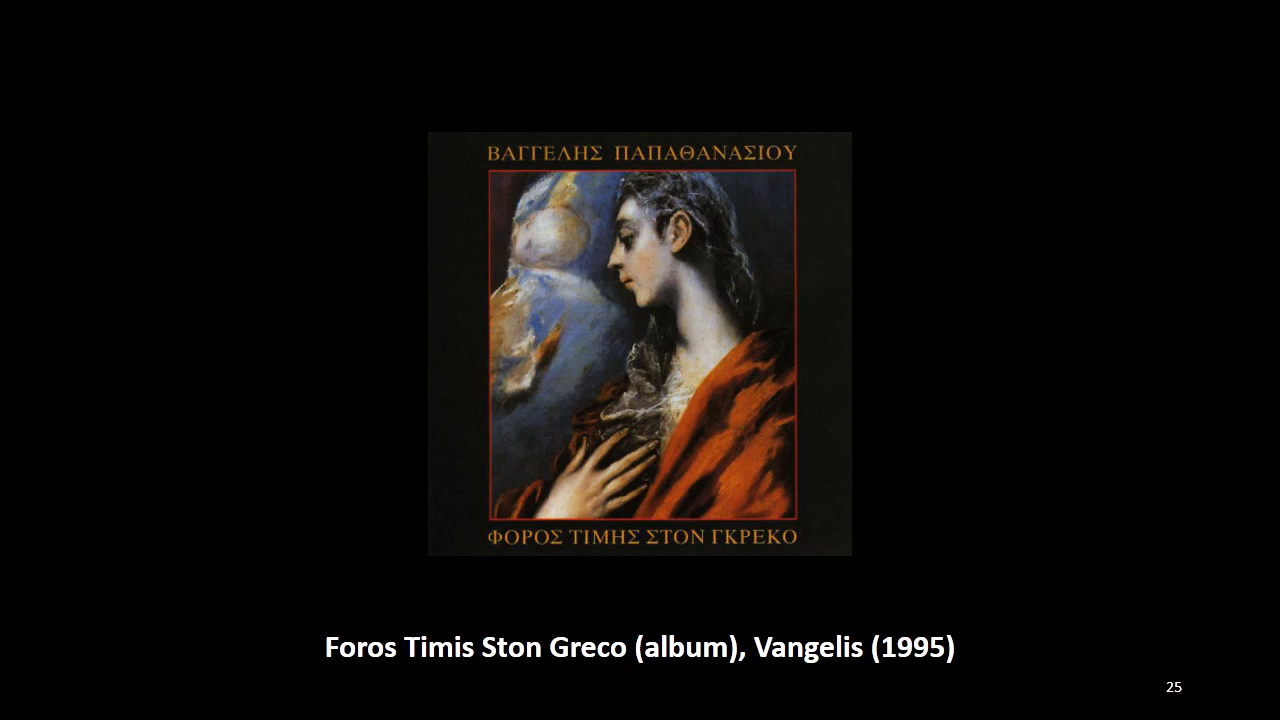 ΒΑΓΓΕΛΗΣ ΠΑΠΑΘΑΝΑΣΙΟΥ
ΦΟΡΟΣ ΤΙΜΗΣ ΣΤΟΝ ΓΚΡΕΚΟ
Foros Timis Ston Greco (album), Vangelis (1995)
25